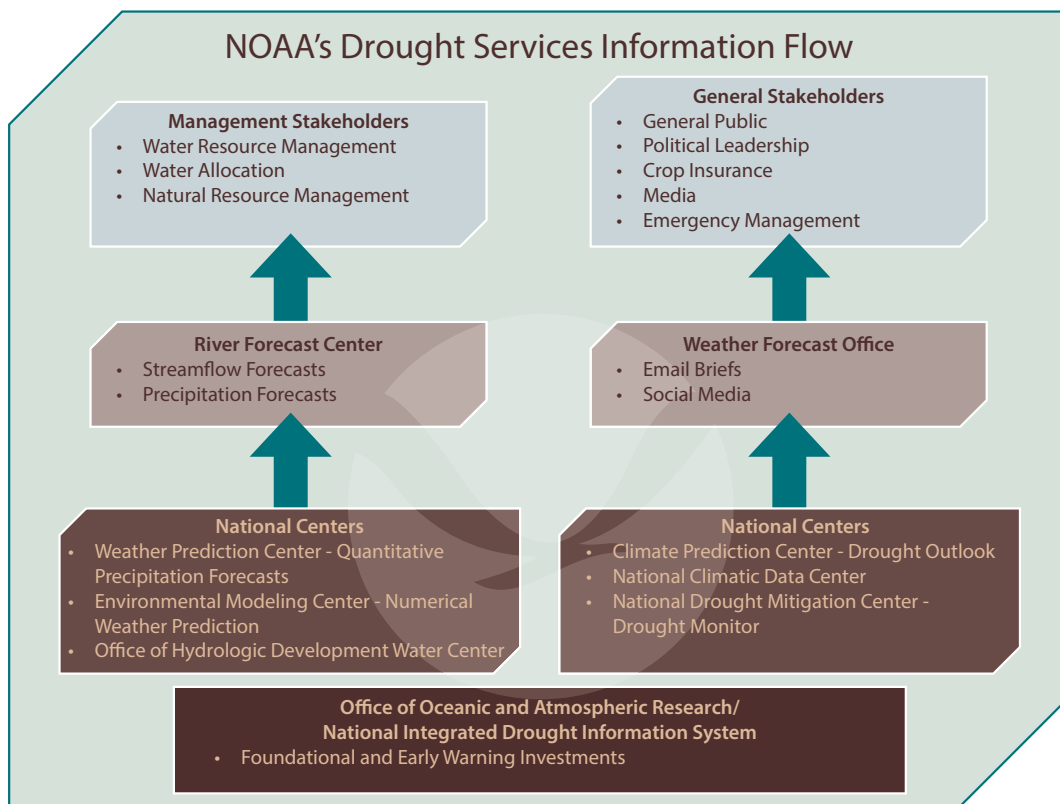 NOAA's Drought Services Information Flow
Management Stakeholders
• Water Resource Management
• Water Allocation
• Natural Resource Management
General Stakeholders
• General Public
• Political Leadership
• Crop Insurance
• Media
• Emergency Management
River Forecast Center
• Streamflow Forecasts
• Precipitation Forecasts
Weather Forecast Office
• Email Briefs
• Social Media
National Centers
• Weather Prediction Center - Quantitative
Precipitation Forecasts
• Environmental Modeling Center - Numerical
Weather Prediction
• Office of Hydrologic Development Water Center
National Centers
• Climate Prediction Center - Drought Outlook
• National Climatic Data Center
• National Drought Mitigation Center -
Drought Monitor
Office of Oceanic and Atmospheric Research/
National Integrated Drought Information System
• Foundational and Early Warning Investments